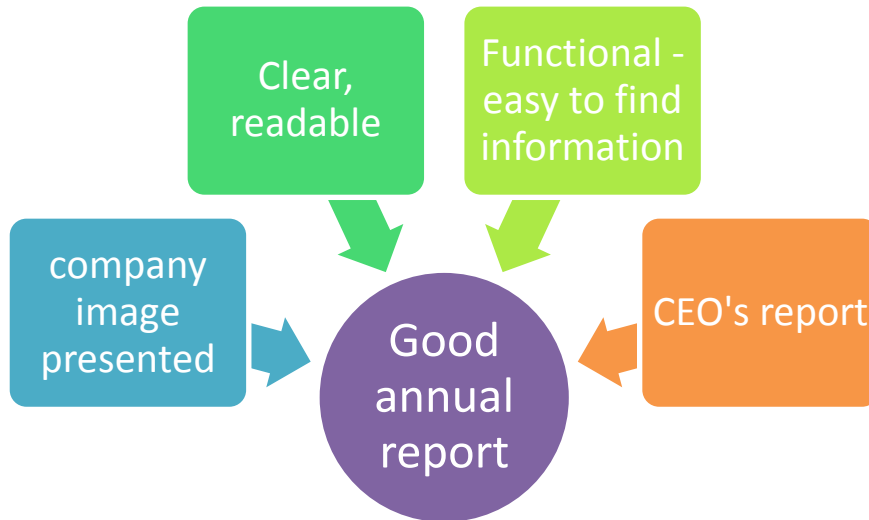 Clear,
readable
Functional -
easy to find
information
company
image
presented
CEO's report
Good
annual
report